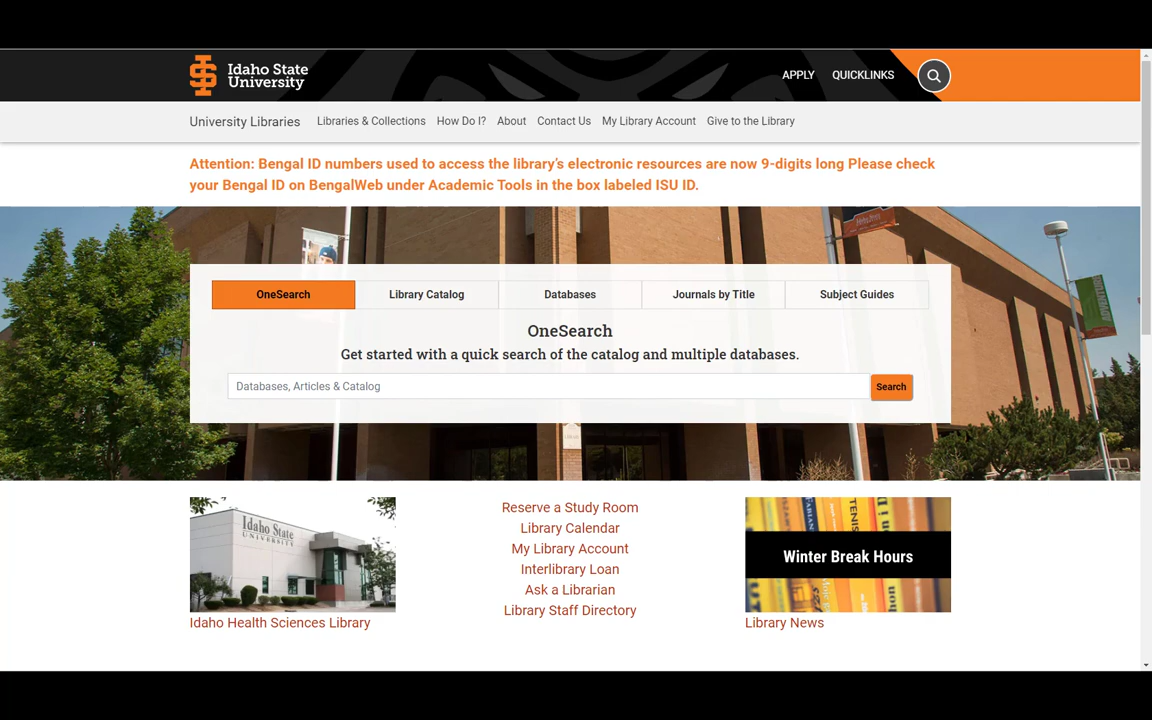 Idaho State
University
APPLY
QUICKLINKS
University Libraries
Libraries & Collections
How Do I?
About
Contact Us
My Library Account
Give to the Library
Attention: Bengal ID numbers used to access the library's electronic resources are now 9-digits long Please check
your Bengal ID on BengalWeb under Academic Tools in the box labeled ISU ID.
OneSearch
Library Catalog
Databases
Journals by Title
Subject Guides
OneSearch
Get started with a quick search of the catalog and multiple databases.
Databases, Articles & Catalog
Search
Idaho State
UNIVERSITY
Idaho Health Sciences Library
Reserve a Study Room
Library Calendar
My Library Account
Interlibrary Loan
Ask a Librarian
Library Staff Directory
Winter Break Hours
Library News